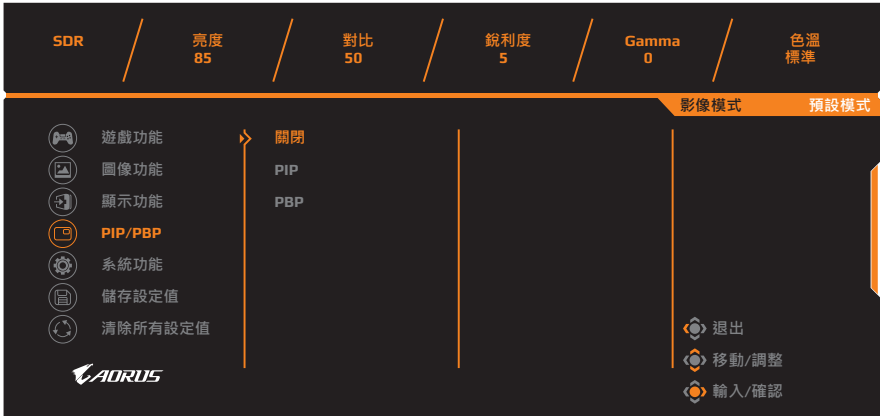 SDR 亮度 對比 銳利度 Gamma 色溫
85 50 5 0 標準
影像模式 預設模式
遊戲功能 關閉
圖像功能 PIP
顯示功能 PBP
PIP/PBP
系統功能
儲存設定值
清除所有設定值 退出
移動/調整
AORUS
輸入/確認